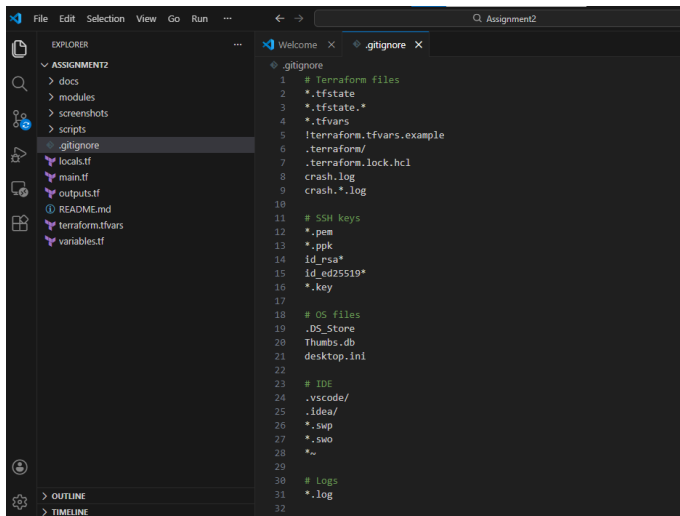 File Edit Selection View Go Run ··· ← → Assignment2
EXPLORER ···
ASSIGNMENT2
docs
modules
screenshots
scripts
.gitignore
locals.tf
main.tf
outputs.tf
README.md
terraform.tfvars
variables.tf
OUTLINE
TIMELINE
Welcome × .gitignore ×
.gitignore
1 # Terraform files
2 *.tfstate
3 *.tfstate.*
4 *.tfvars
5 !terraform.tfvars.example
6 .terraform/
7 .terraform.lock.hcl
8 crash.log
9 crash.*.log
10
11 # SSH keys
12 *.pem
13 *.ppk
14 id_rsa*
15 id_ed25519*
16 *.key
17
18 # OS files
19 .DS_Store
20 Thumbs.db
21 desktop.ini
22
23 # IDE
24 .vscode/
25 .idea/
26 *.swp
27 *.swo
28 *~
29
30 # Logs
31 *.log
32